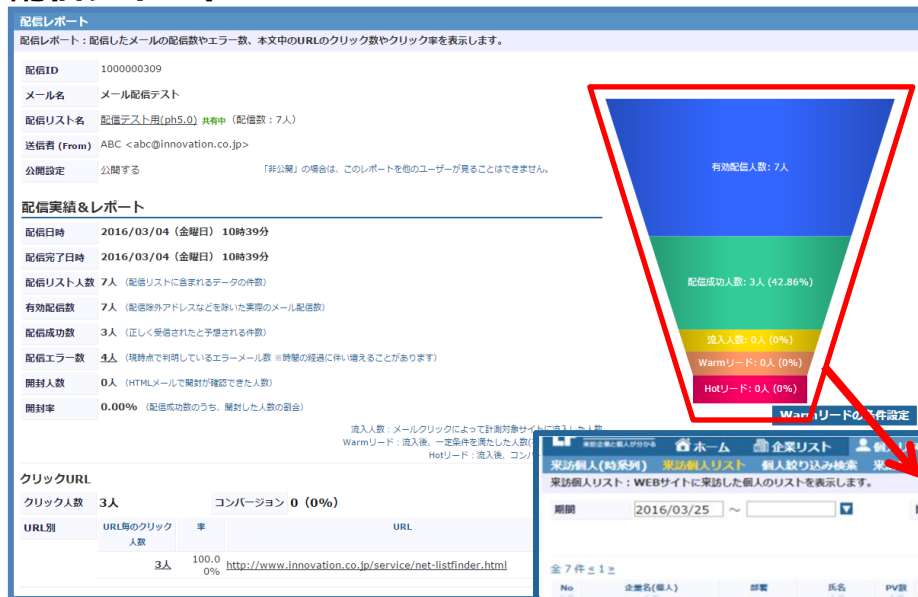 配信レポート
配信レポート：配信したメールの配信数やエラー数、本文中のURLのクリック数やクリック率を表示します。
配信ID 1000000309
メール名 メール配信テスト
配信リスト名 配信テスト用(ph5.0) 共有中 (配信数：7人)
送信者 (From) ABC <abc@innovation.co.jp>
公開設定 公開する 「非公開」の場合は、このレポートを他のユーザーが見ることはできません。
配信実績&レポート
配信日時 2016/03/04 (金曜日) 10時39分
配信完了日時 2016/03/04 (金曜日) 10時39分
配信リスト人数 7人 (配信リストに含まれるデータの件数)
有効配信数 7人 (配信除外アドレスなどを除いた実際のメール配信数)
配信成功数 3人 (正しく受信されたと予想される件数)
配信エラー数 4人 (現時点で判明しているエラーメール数 ※時間の経過に伴い増えることがあります)
開封人数 0人 (HTMLメールで開封が確認できた人数)
開封率 0.00% (配信成功数のうち、開封した人数の割合)
流入人数：メールクリックによって計測対象サイトに流入した人数
Warmリード：流入後、一定条件を満たした人数
Hotリード：流入後、コンバ
クリックURL
クリック人数 3人 コンバージョン 0 (0%)
URL別 URL毎のクリック人数 率 URL
3人 100.00% http://www.innovation.co.jp/service/net-listfinder.html
有効配信人数: 7人
配信成功人数: 3人 (42.86%)
流入人数: 0人 (0%)
Warmリード: 0人 (0%)
Hotリード: 0人 (0%)
Warmリードの条件設定
ホーム 企業リスト
来訪個人(時系列) 来訪個人リスト 個人絞り込み検索
来訪個人リスト：WEBサイトに来訪した個人のリストを表示します。
期間 2016/03/25 ～
全 7 件 ≤ 1 ≥
No 企業名(個人) 部署 氏名 PV数